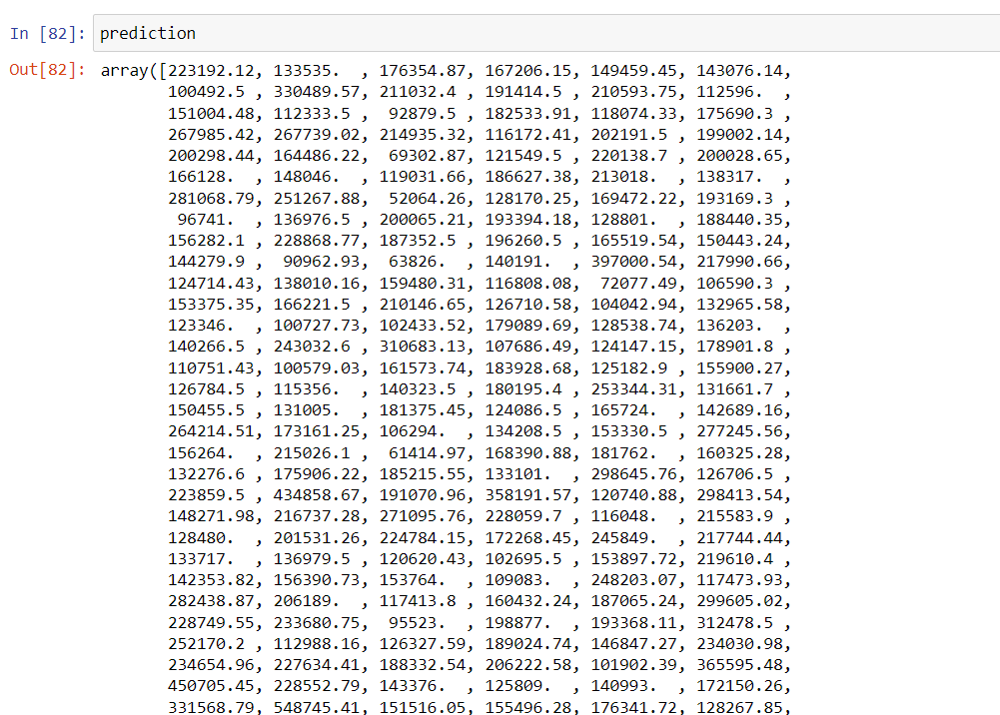 In [82]: prediction
Out[82]: array([223192.12, 133535.  , 176354.87, 167206.15, 149459.45, 143076.14,
100492.5 , 330489.57, 211032.4 , 191414.5 , 210593.75, 112596.  ,
151004.48, 112333.5 ,  92879.5 , 182533.91, 118074.33, 175690.3 ,
267985.42, 267739.02, 214935.32, 116172.41, 202191.5 , 199002.14,
200298.44, 164486.22,  69302.87, 121549.5 , 220138.7 , 200028.65,
166128.  , 148046.  , 119031.66, 186627.38, 213018.  , 138317.  ,
281068.79, 251267.88,  52064.26, 128170.25, 169472.22, 193169.3 ,
 96741.  , 136976.5 , 200065.21, 193394.18, 128801.  , 188440.35,
156282.1 , 228868.77, 187352.5 , 196260.5 , 165519.54, 150443.24,
144279.9 ,  90962.93,  63826.  , 140191.  , 397000.54, 217990.66,
124714.43, 138010.16, 159480.31, 116808.08,  72077.49, 106590.3 ,
153375.35, 166221.5 , 210146.65, 126710.58, 104042.94, 132965.58,
123346.  , 100727.73, 102433.52, 179089.69, 128538.74, 136203.  ,
140266.5 , 243032.6 , 310683.13, 107686.49, 124147.15, 178901.8 ,
110751.43, 100579.03, 161573.74, 183928.68, 125182.9 , 155900.27,
126784.5 , 115356.  , 140323.5 , 180195.4 , 253344.31, 131661.7 ,
150455.5 , 131005.  , 181375.45, 124086.5 , 165724.  , 142689.16,
264214.51, 173161.25, 106294.  , 134208.5 , 153330.5 , 277245.56,
156264.  , 215026.1 ,  61414.97, 168390.88, 181762.  , 160325.28,
132276.6 , 175906.22, 185215.55, 133101.  , 298645.76, 126706.5 ,
223859.5 , 434858.67, 191070.96, 358191.57, 120740.88, 298413.54,
148271.98, 216737.28, 271095.76, 228059.7 , 116048.  , 215583.9 ,
128480.  , 201531.26, 224784.15, 172268.45, 245849.  , 217744.44,
133717.  , 136979.5 , 120620.43, 102695.5 , 153897.72, 219610.4 ,
142353.82, 156390.73, 153764.  , 109083.  , 248203.07, 117473.93,
282438.87, 206189.  , 117413.8 , 160432.24, 187065.24, 299605.02,
228749.55, 233680.75,  95523.  , 198877.  , 193368.11, 312478.5 ,
252170.2 , 112988.16, 126327.59, 189024.74, 146847.27, 234030.98,
234654.96, 227634.41, 188332.54, 206222.58, 101902.39, 365595.48,
450705.45, 228552.79, 143376.  , 125809.  , 140993.  , 172150.26,
331568.79, 548745.41, 151516.05, 155496.28, 176341.72, 128267.85,